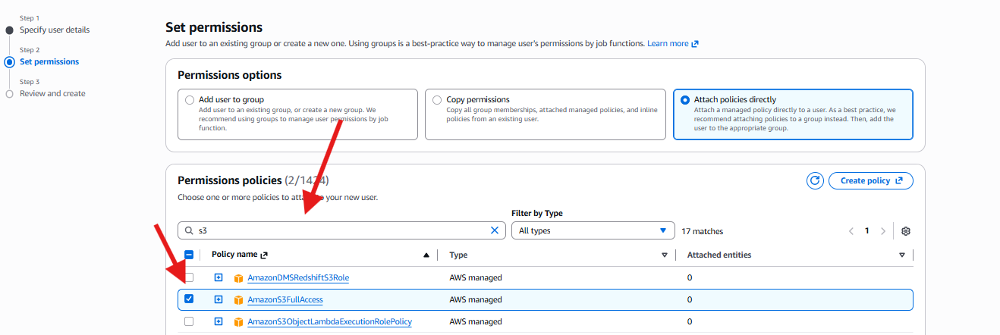 Step 1
Specify user details
Step 2
Set permissions
Step 3
Review and create
Set permissions
Add user to an existing group or create a new one. Using groups is a best-practice way to manage user's permissions by job functions. Learn more
Permissions options
Add user to group
Add user to an existing group, or create a new group. We
recommend using groups to manage user permissions by job
function.
Copy permissions
Copy all group memberships, attached managed policies, and inline
policies from an existing user.
Attach policies directly
Attach a managed policy directly to a user. As a best practice, we
recommend attaching policies to a group instead. Then, add the
user to the appropriate group.
Permissions policies (2/1424)
Create policy
Choose one or more policies to attach to your new user.
Filter by Type
s3
All types
17 matches
1
Policy name
Type
Attached entities
AmazonDMSRedshiftS3Role
AWS managed
0
AmazonS3FullAccess
AWS managed
0
AmazonS3ObjectLambdaExecutionRolePolicy
AWS managed
0